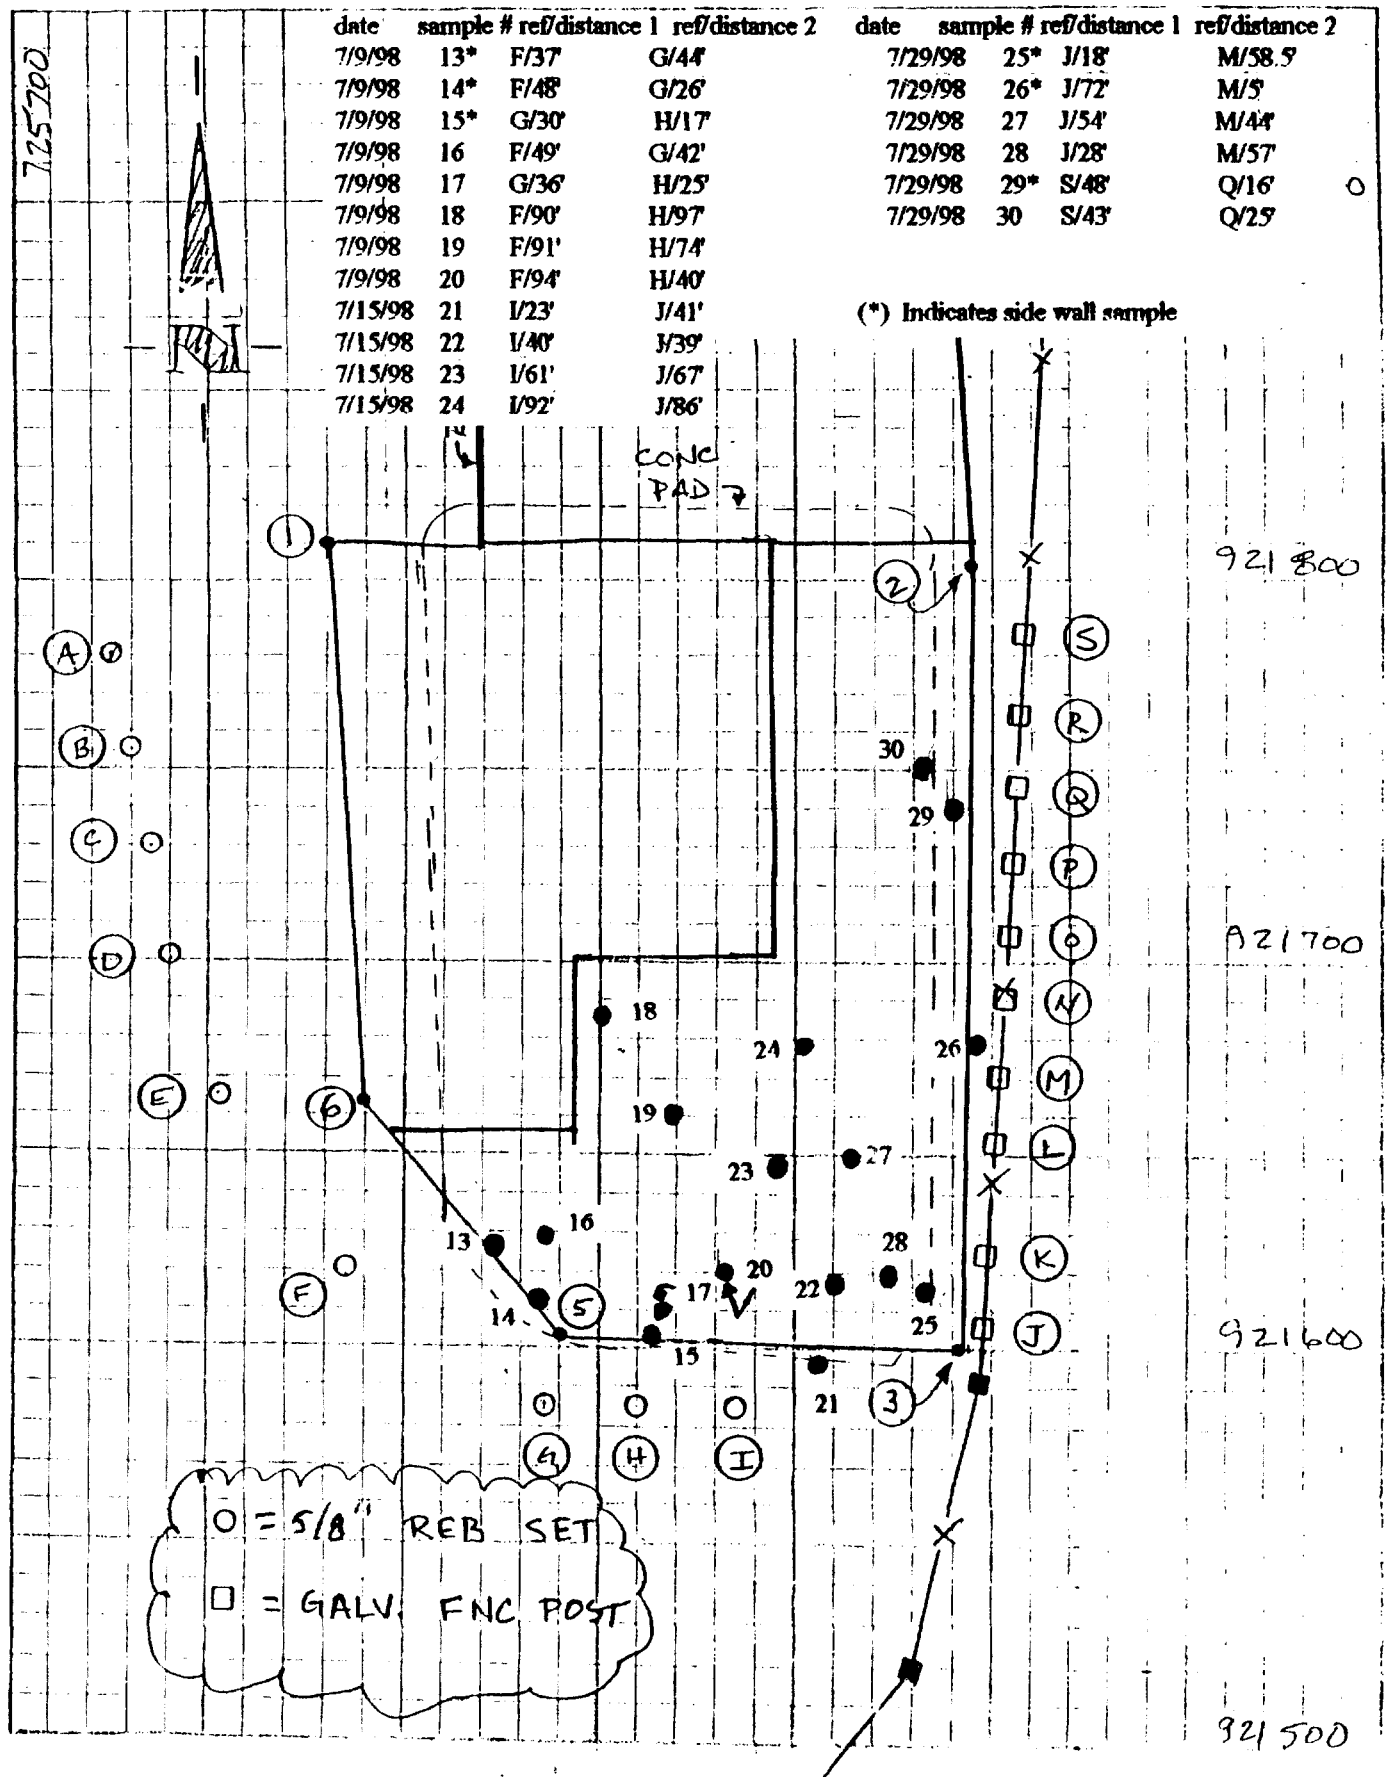 date sample # ref/distance 1 ref/distance 2 date sample # ref/distance 1 ref/distance 2
7/9/98 13* F/37' G/44' 7/29/98 25* J/18' M/58.5'
7/9/98 14* F/48' G/26' 7/29/98 26* J/72' M/5'
7/9/98 15* G/30' H/17' 7/29/98 27 J/54' M/44'
7/9/98 16 F/49' G/42' 7/29/98 28 J/28' M/57'
7/9/98 17 G/36' H/25' 7/29/98 29* S/48' Q/16'
7/9/98 18 F/90' H/97' 7/29/98 30 S/43' Q/25'
7/9/98 19 F/91' H/74'
7/9/98 20 F/94' H/40'
7/15/98 21 I/23' J/41'
7/15/98 22 I/40' J/39'
7/15/98 23 I/61' J/67'
7/15/98 24 I/92' J/86'
(*) Indicates side wall sample
725700
N
CONC
PAD
1
2
921800
A
S
B
R
30
Q
29
C
P
D
O
921700
18
N
24
26
E
M
6
19
L
23
27
16
13
28
K
F
20
17
22
14
5
25
J
921600
15
21
3
G
H
I
O = 5/8" REB SET
□ = GALV. FNC POST
921500